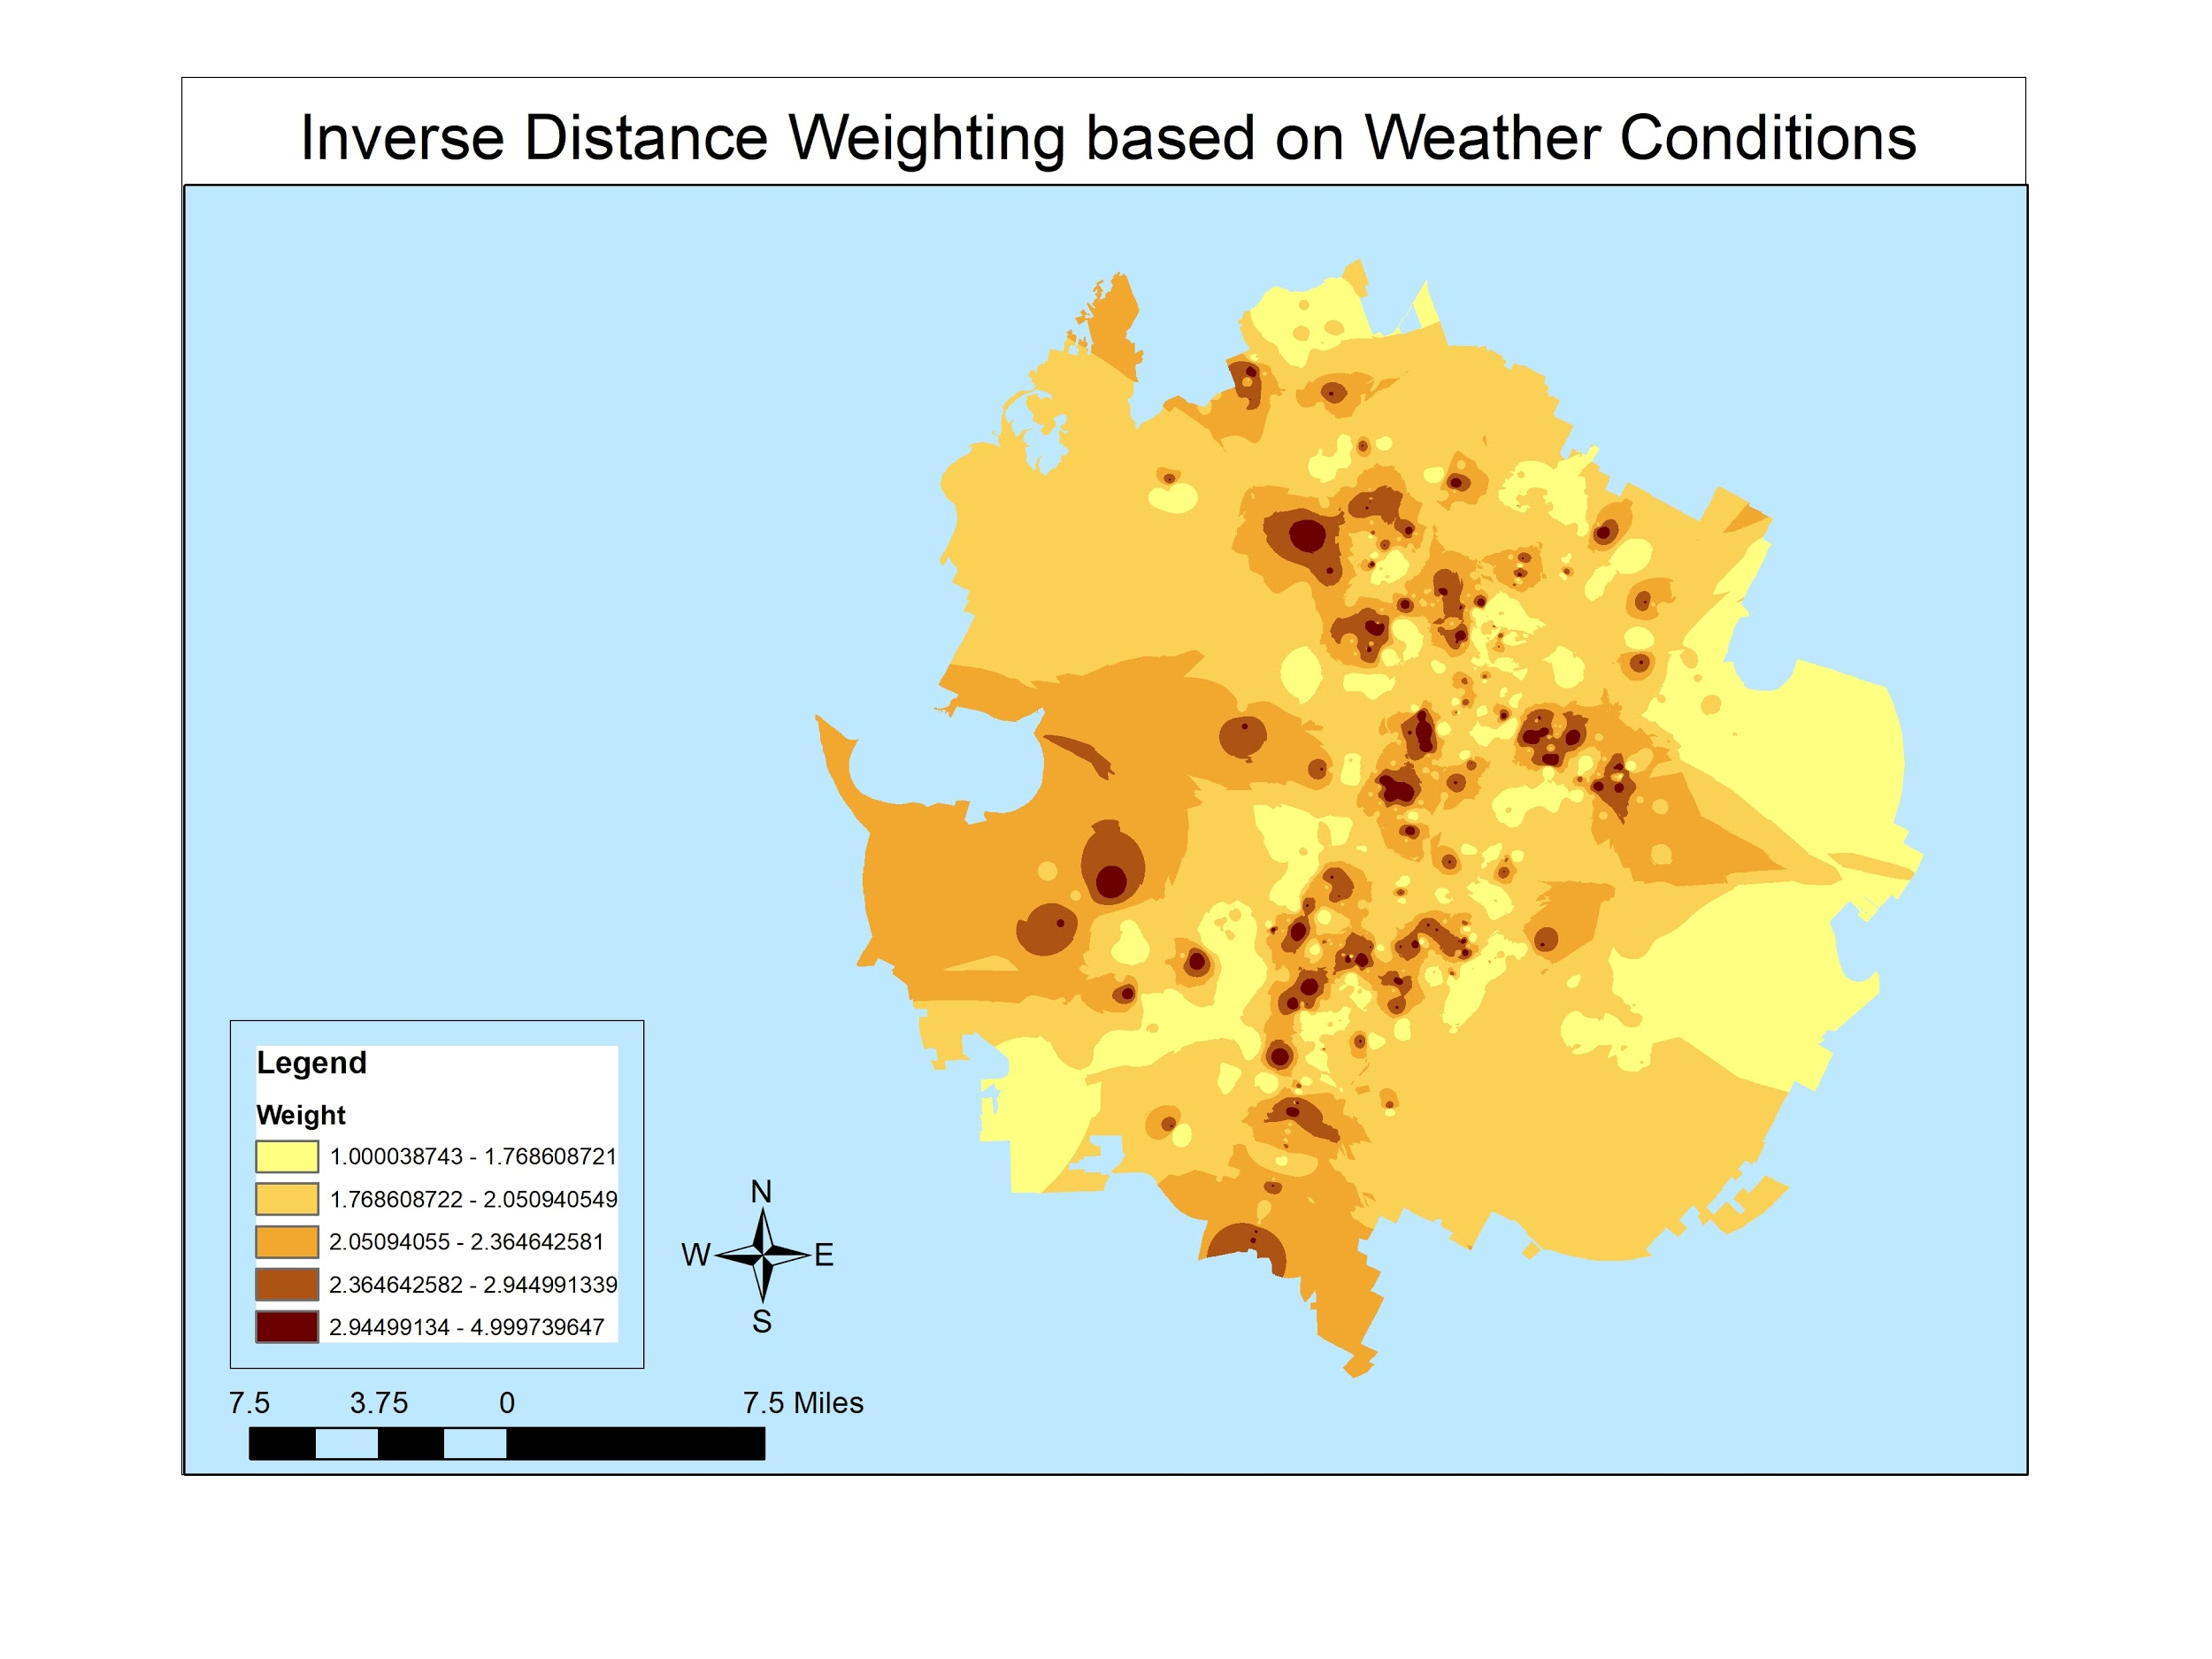 Inverse Distance Weighting based on Weather Conditions
Legend
Weight
1.000038743 - 1.768608721
1.768608722 - 2.050940549
2.05094055 - 2.364642581
2.364642582 - 2.944991339
2.94499134 - 4.999739647
N
W E
S
7.5 3.75 0 7.5 Miles